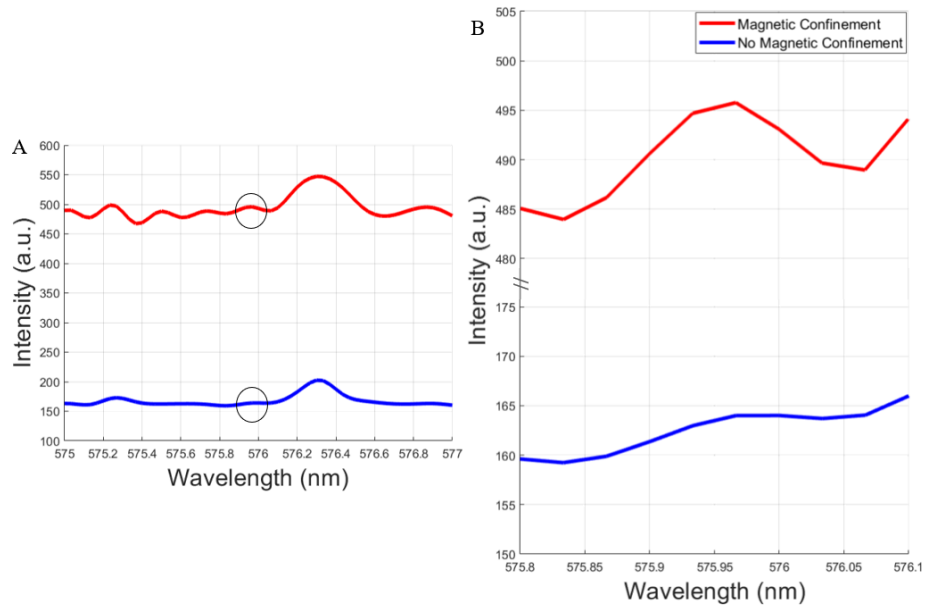 A
600
550
500
450
400
350
300
250
200
150
100
Intensity (a.u.)
575 575.2 575.4 575.6 575.8 576 576.2 576.4 576.6 576.8 577
Wavelength (nm)
B
Magnetic Confinement
No Magnetic Confinement
505
500
495
490
485
480
175
170
165
160
155
150
Intensity (a.u.)
575.8 575.85 575.9 575.95 576 576.05 576.1
Wavelength (nm)